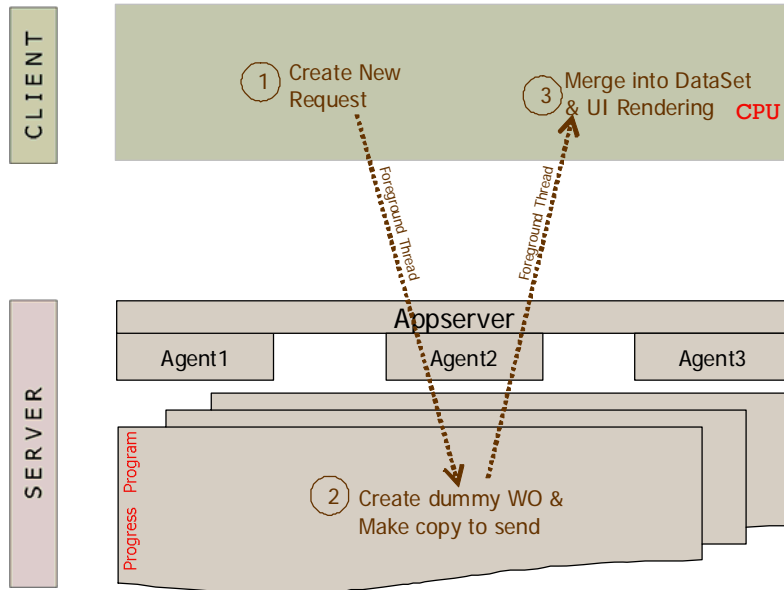 CLIENT
1 Create New
Request
3 Merge into DataSet
& UI Rendering CPU
Foreground Thread
Foreground Thread
SERVER
Appserver
Agent1
Agent2
Agent3
Progress Program
2 Create dummy WO &
Make copy to send